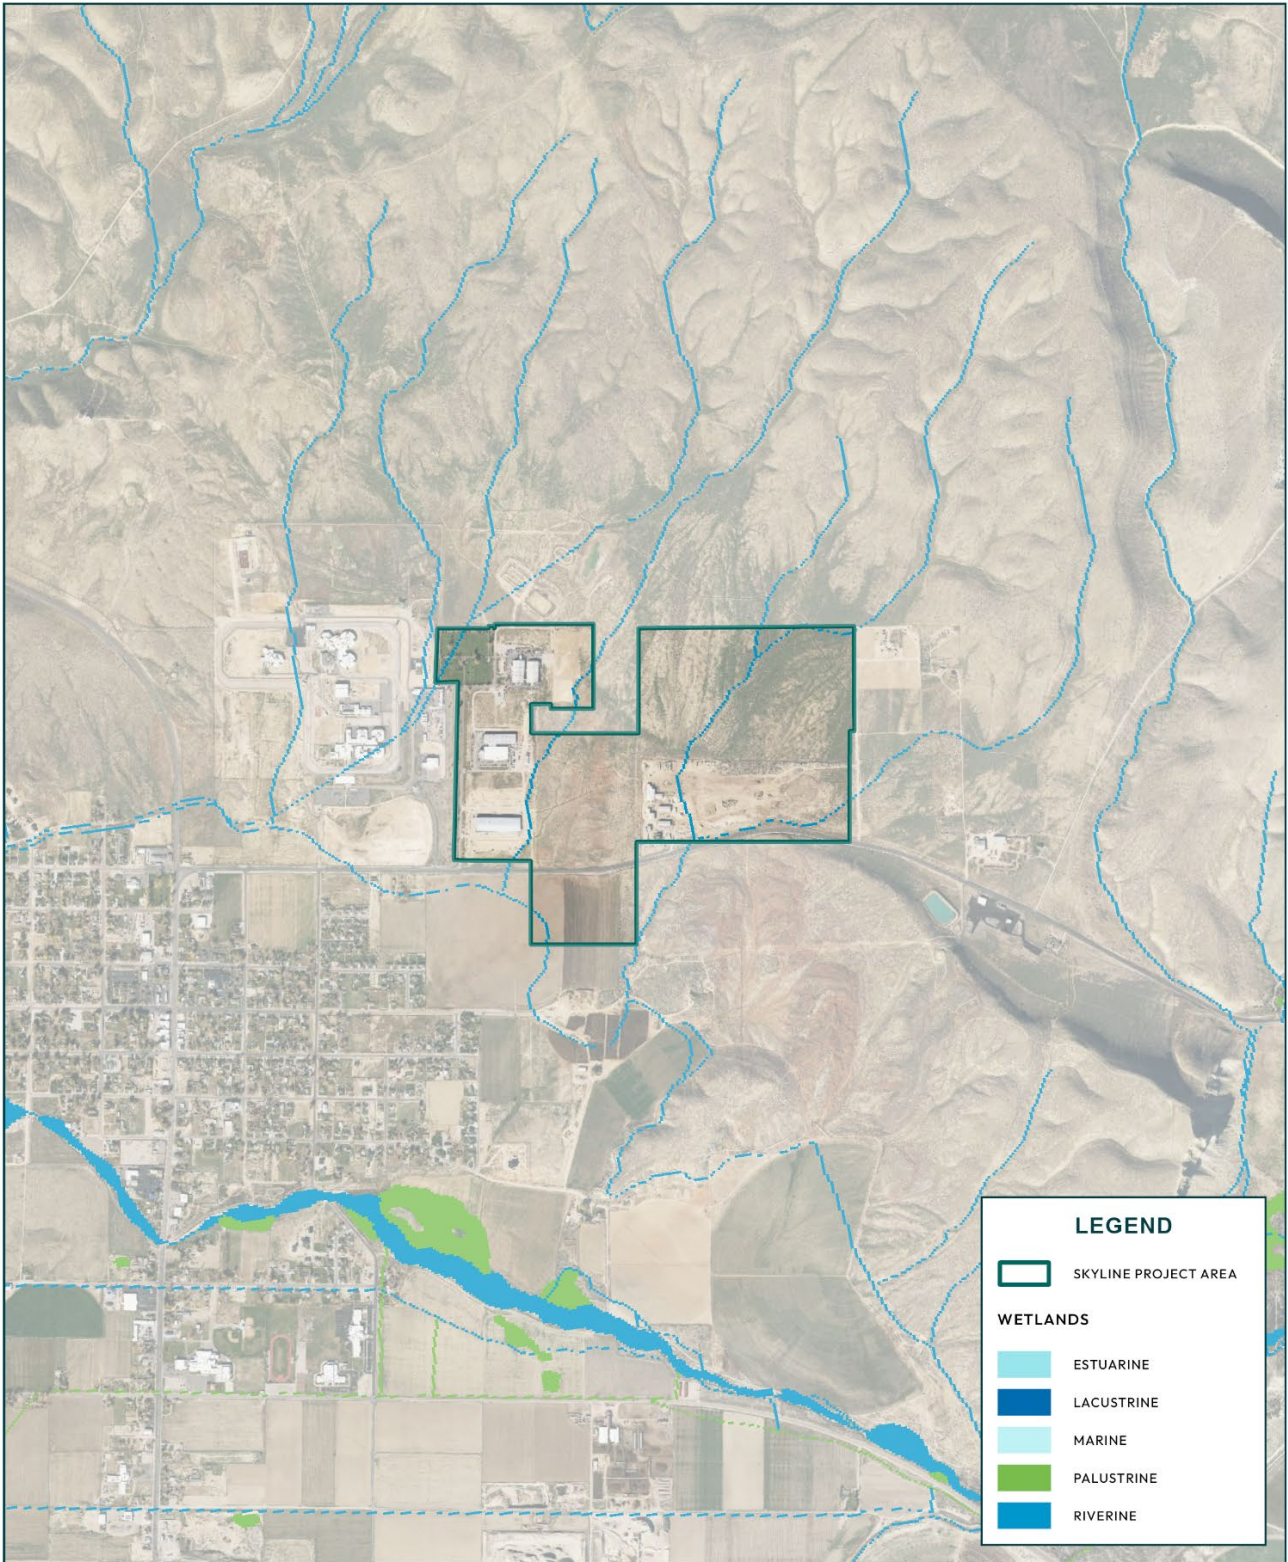 LEGEND
SKYLINE PROJECT AREA
WETLANDS
ESTUARINE
LACUSTRINE
MARINE
PALUSTRINE
RIVERINE